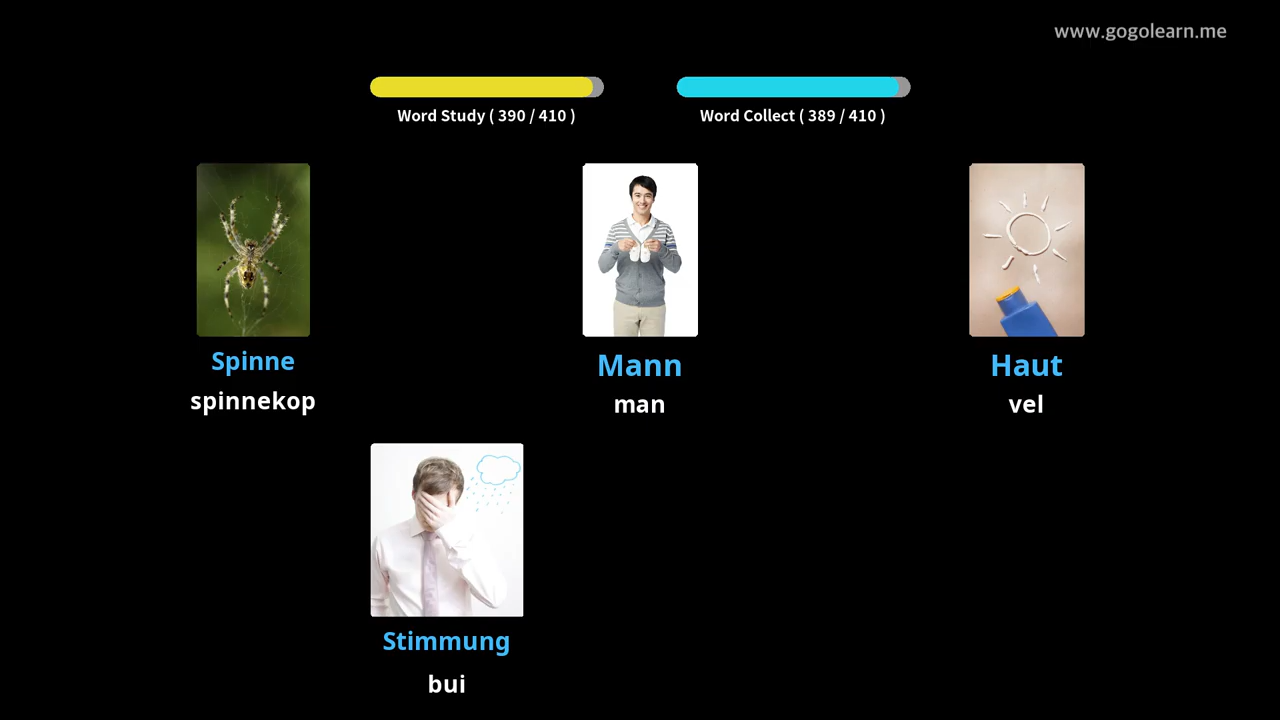 www.gogolearn.me
Word Study ( 390 / 410 )
Word Collect ( 389 / 410 )
Spinne
spinnekop
Mann
man
Haut
vel
Stimmung
bui